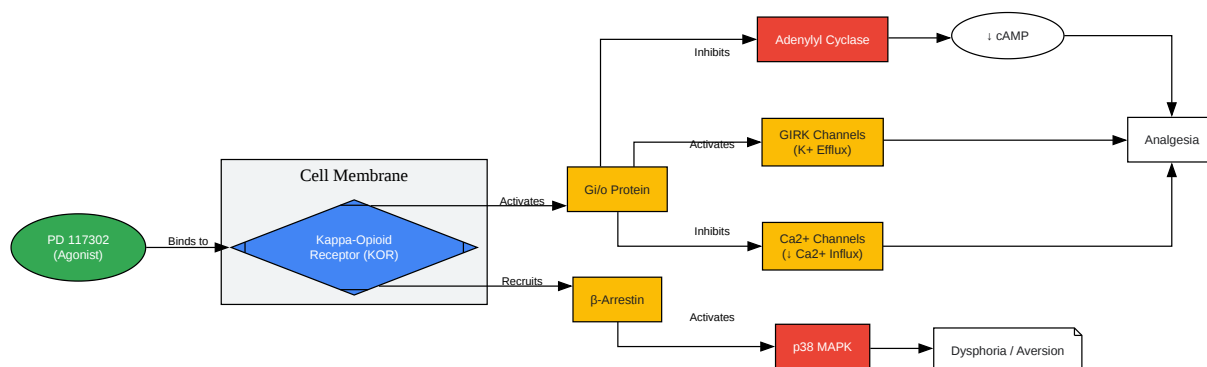 PD 117302
(Agonist)
Binds to
Cell Membrane
Kappa-Opioid
Receptor (KOR)
Activates
Recruits
Gi/o Protein
β-Arrestin
Inhibits
Activates
Inhibits
Activates
Adenylyl Cyclase
GIRK Channels
(K+ Efflux)
Ca2+ Channels
(↓ Ca2+ Influx)
p38 MAPK
↓ cAMP
Analgesia
Dysphoria / Aversion